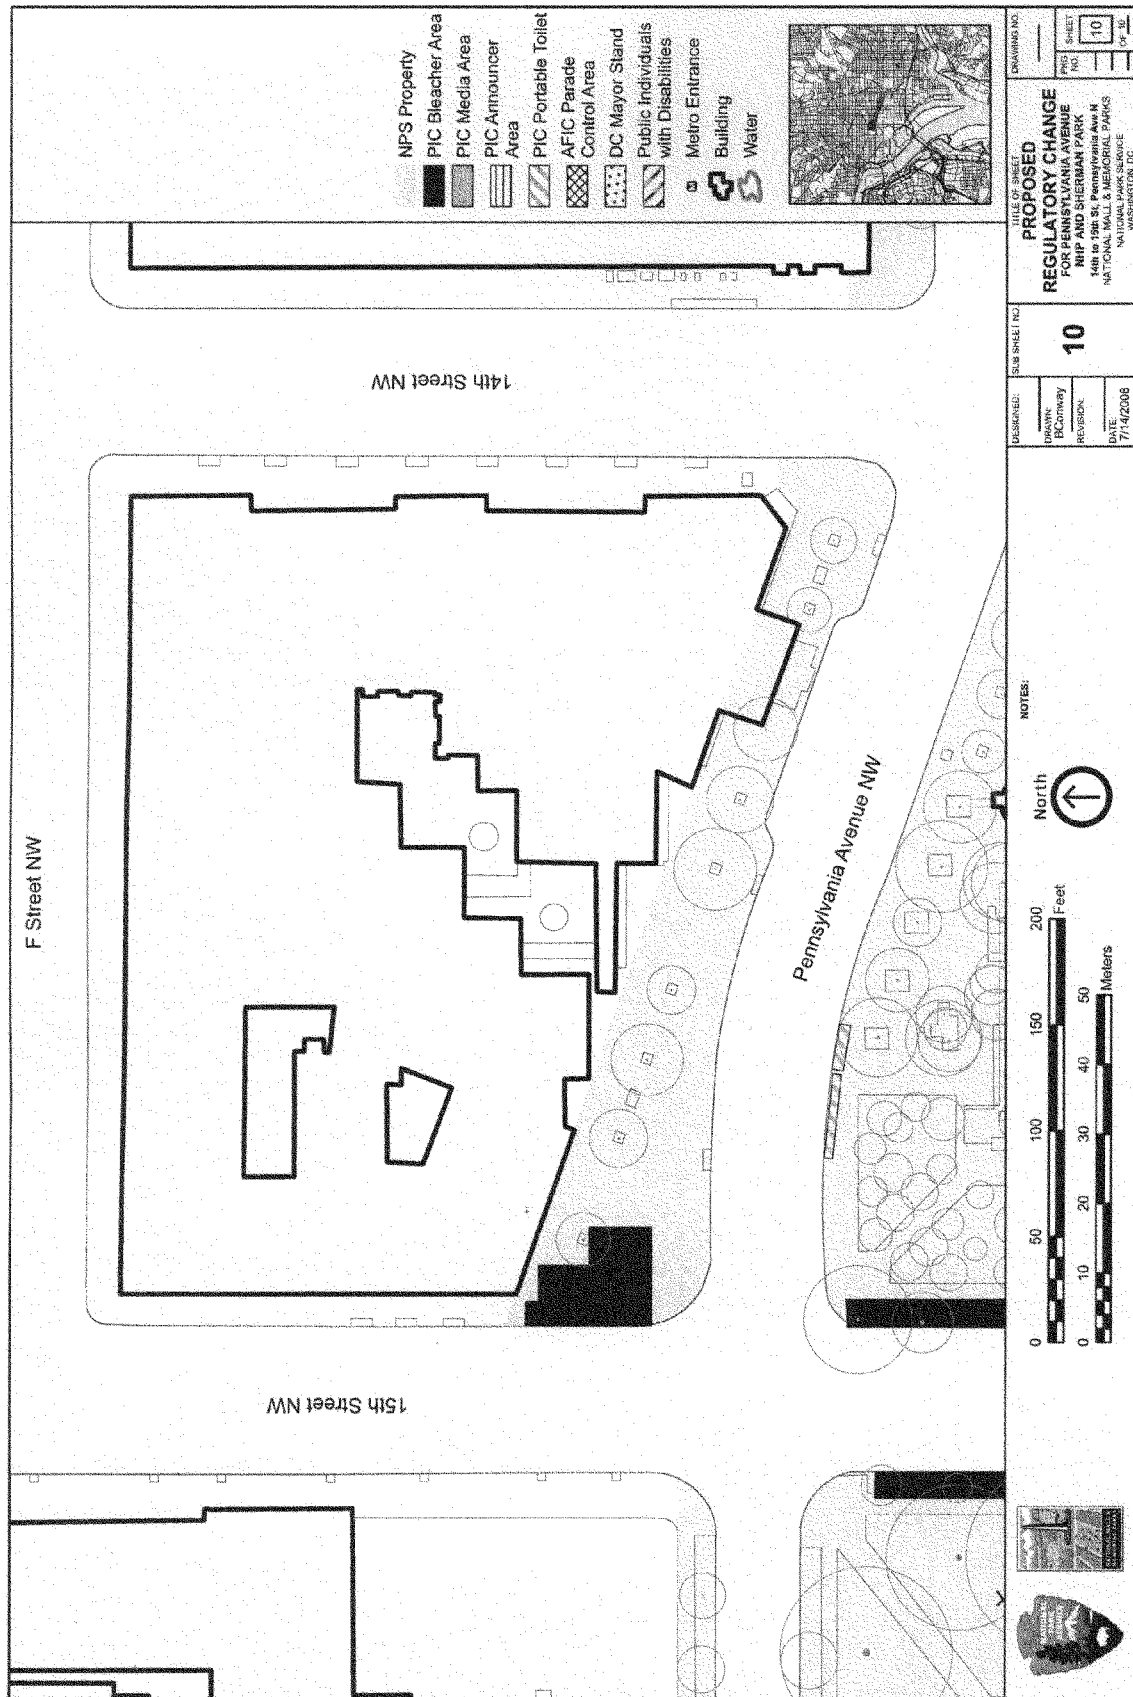 F Street NW
14th Street NW
15th Street NW
Pennsylvania Avenue NW
NPS Property
PIC Bleacher Area
PIC Media Area
PIC Announcer
Area
PIC Portable Toilet
AFIC Parade
Control Area
DC Mayor Stand
Public Individuals
with Disabilities
Metro Entrance
Building
Water
0 50 100 150 200
Feet
0 10 20 30 40 50
Meters
North
NOTES:
DESIGNED:
DRAWN:
BConway
REVISION:
DATE:
7/14/2008
SUB SHEET NO.
10
TITLE OF SHEET
PROPOSED
REGULATORY CHANGE
FOR PENNSYLVANIA AVENUE
NHP AND SHERMAN PARK
14th to 15th St, Pennsylvania Ave N
NATIONAL MALL & MEMORIAL PARKS
NATIONAL PARK SERVICE
WASHINGTON, DC
DRAWING NO.
SHEET
10
OF 10